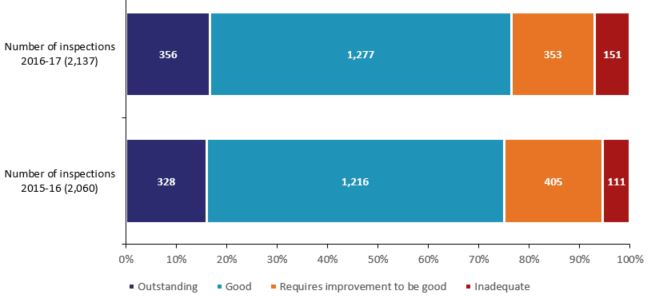 Number of inspections
2016-17 (2,137)
356 1,277 353 151
Number of inspections
2015-16 (2,060)
328 1,216 405 111
0% 10% 20% 30% 40% 50% 60% 70% 80% 90% 100%
Outstanding Good Requires improvement to be good Inadequate